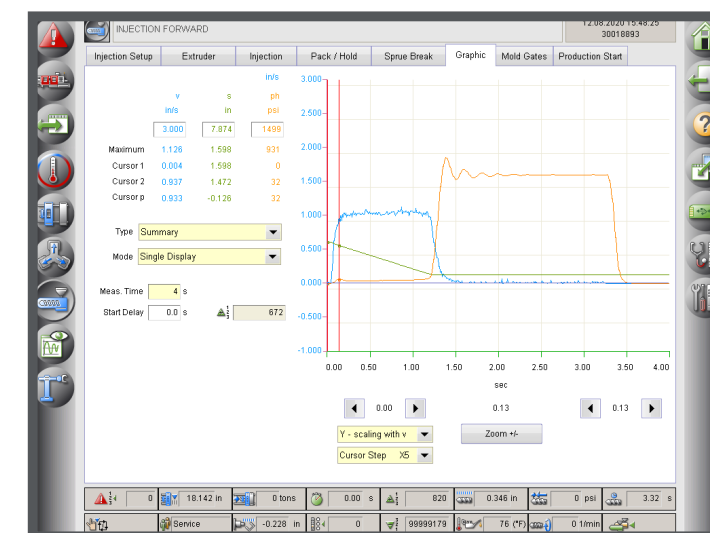 INJECTION FORWARD
12.08.2020 15:48:25
30018893
Injection Setup Extruder Injection Pack / Hold Sprue Break Graphic Mold Gates Production Start
in/s
v s ph
in/s in psi
3.000 7.874 1499
Maximum 1.126 1.598 931
Cursor 1 0.004 1.598 0
Cursor 2 0.937 1.472 32
Cursor p 0.933 -0.126 32
Type Summary
Mode Single Display
Meas. Time 4 s
Start Delay 0.0 s 672
3.000
2.500
2.000
1.500
1.000
0.500
0.000
-0.500
-1.000
0.00 0.50 1.00 1.50 2.00 2.50 3.00 3.50 4.00
sec
0.00 0.13 0.13
Y - scaling with v Zoom +/-
Cursor Step X5
0 18.142 in 0 tons 0.00 s 820 0.346 in 0 psi 3.32 s
Service -0.228 in 0 99999179 76 (°F) 0 1/min